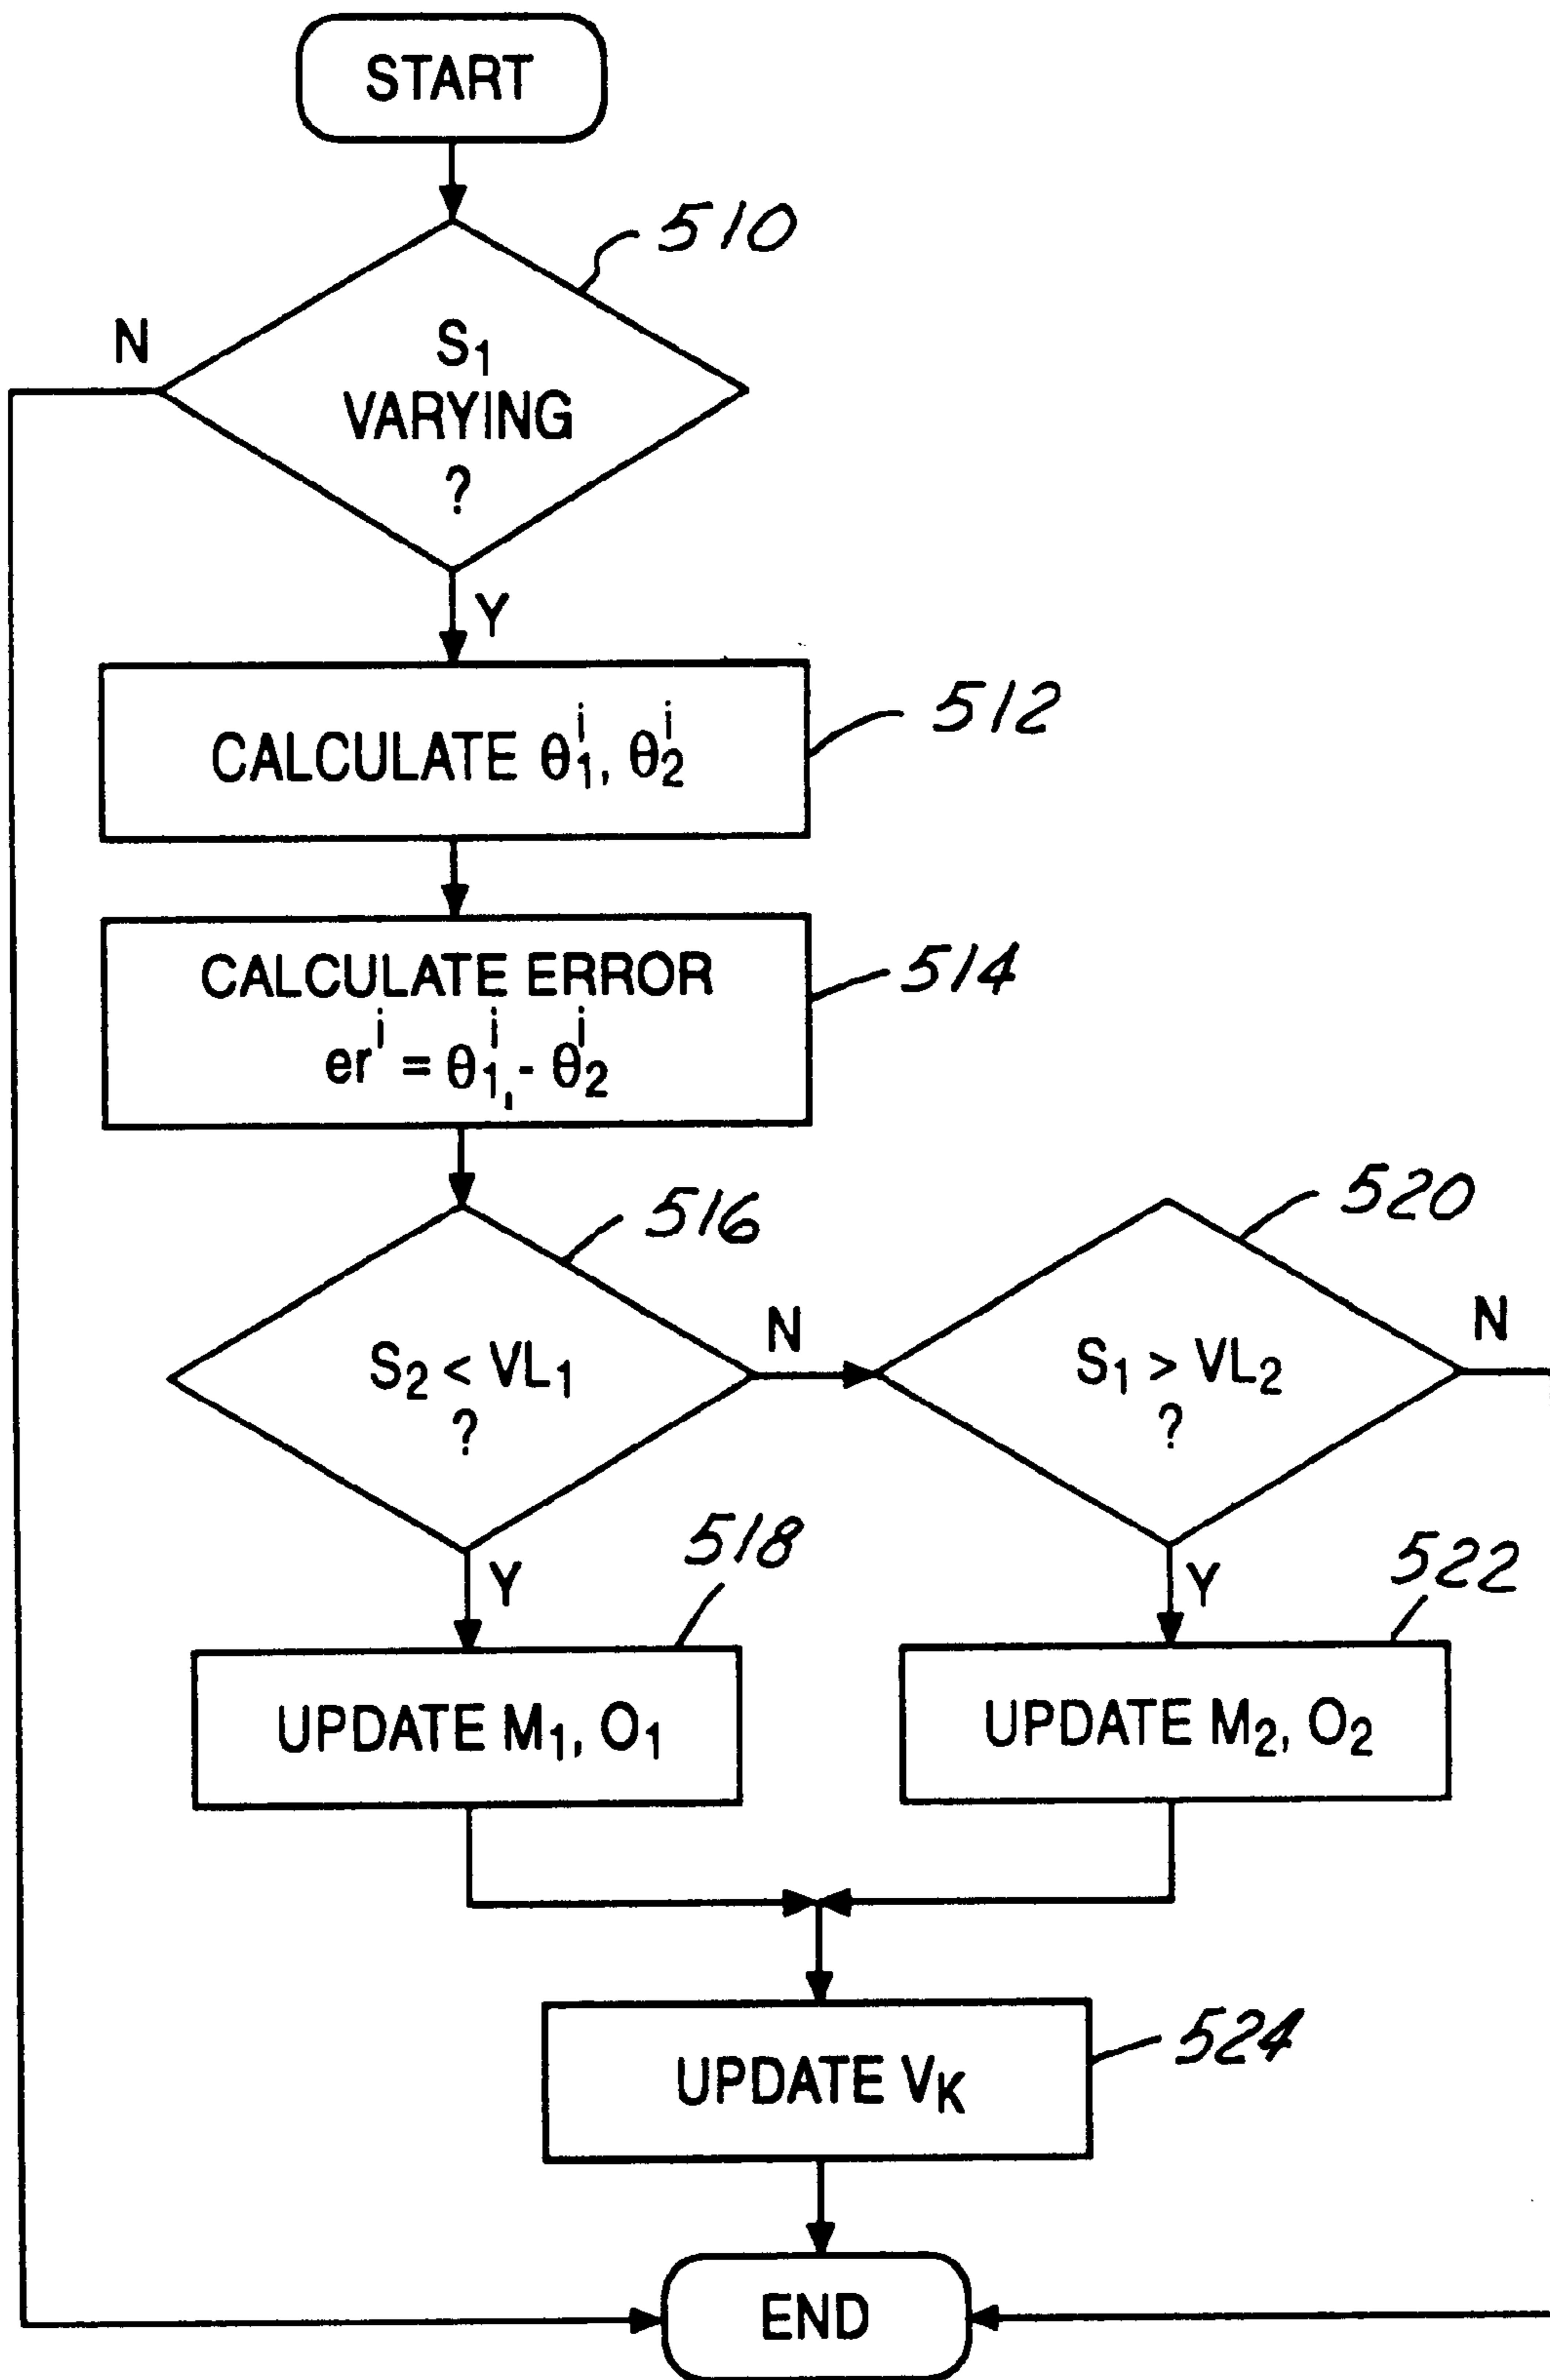 START
510
N
S₁
VARYING
?
Y
512
CALCULATE θ₁ⁱ, θ₂ⁱ
514
CALCULATE ERROR
erⁱ = θ₁,ⁱ - θ₂ⁱ
516
520
S₂ < VL₁
?
N
S₁ > VL₂
?
N
518
Y
522
Y
UPDATE M₁, O₁
UPDATE M₂, O₂
524
UPDATE Vₖ
END